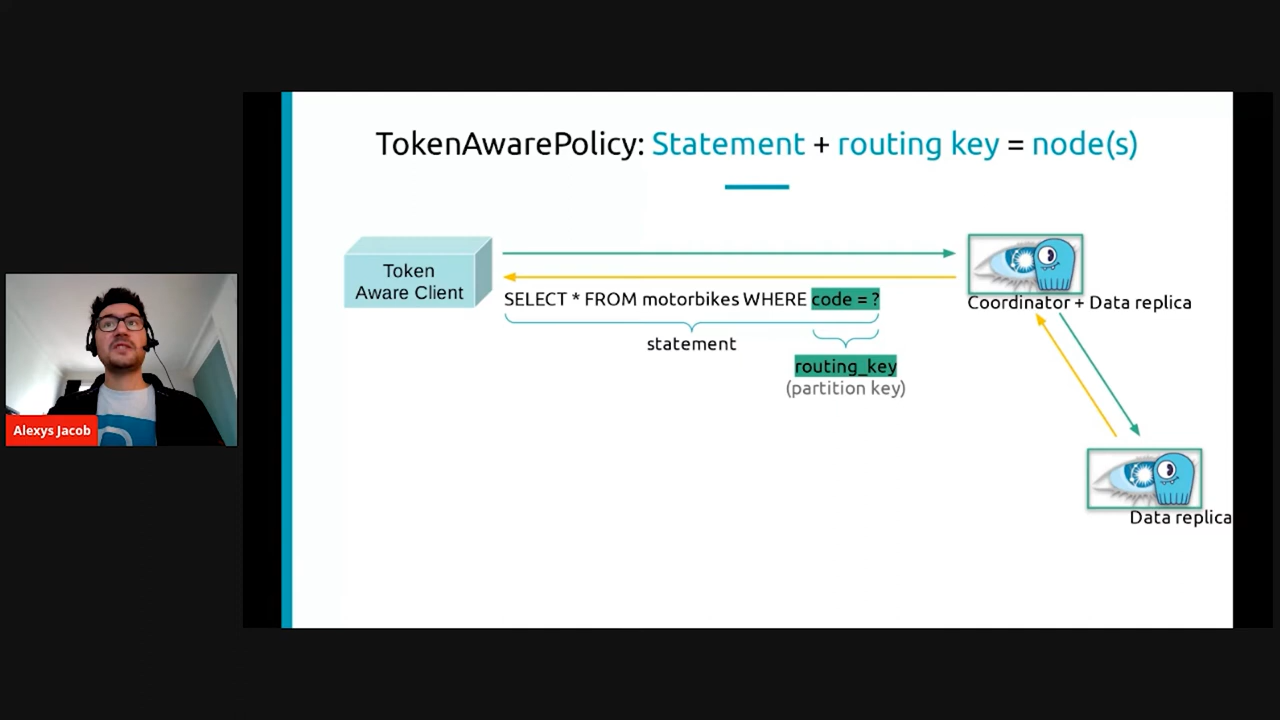 TokenAwarePolicy: Statement + routing key = node(s)
Token
Aware Client
SELECT * FROM motorbikes WHERE code = ?
statement
routing_key
(partition key)
Coordinator + Data replica
Data replica
Alexys Jacob